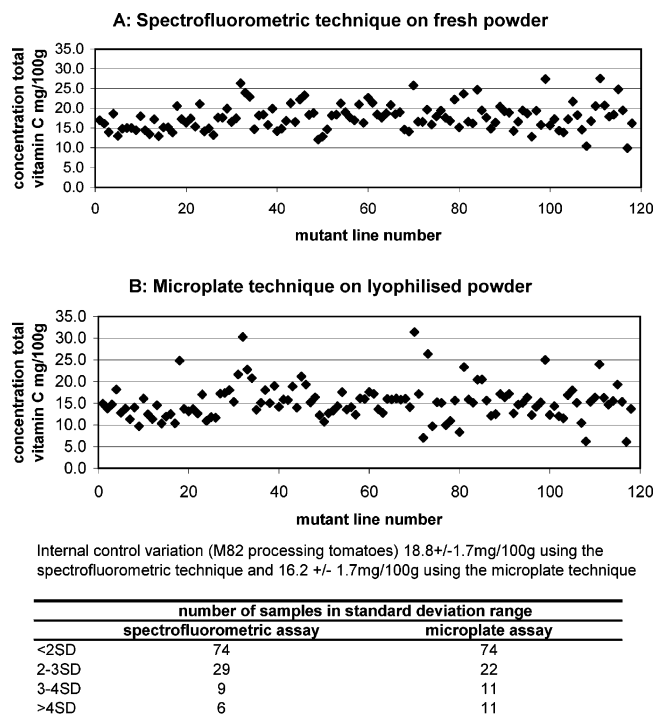 A: Spectrofluorometric technique on fresh powder
concentration total
vitamin C mg/100g
35.0
30.0
25.0
20.0
15.0
10.0
5.0
0.0
0 20 40 60 80 100 120
mutant line number
B: Microplate technique on lyophilised powder
concentration total
vitamin C mg/100g
35.0
30.0
25.0
20.0
15.0
10.0
5.0
0.0
0 20 40 60 80 100 120
mutant line number
Internal control variation (M82 processing tomatoes) 18.8+/-1.7mg/100g using the
spectrofluorometric technique and 16.2 +/- 1.7mg/100g using the microplate technique
number of samples in standard deviation range
spectrofluorometric assay microplate assay
<2SD 74 74
2-3SD 29 22
3-4SD 9 11
>4SD 6 11